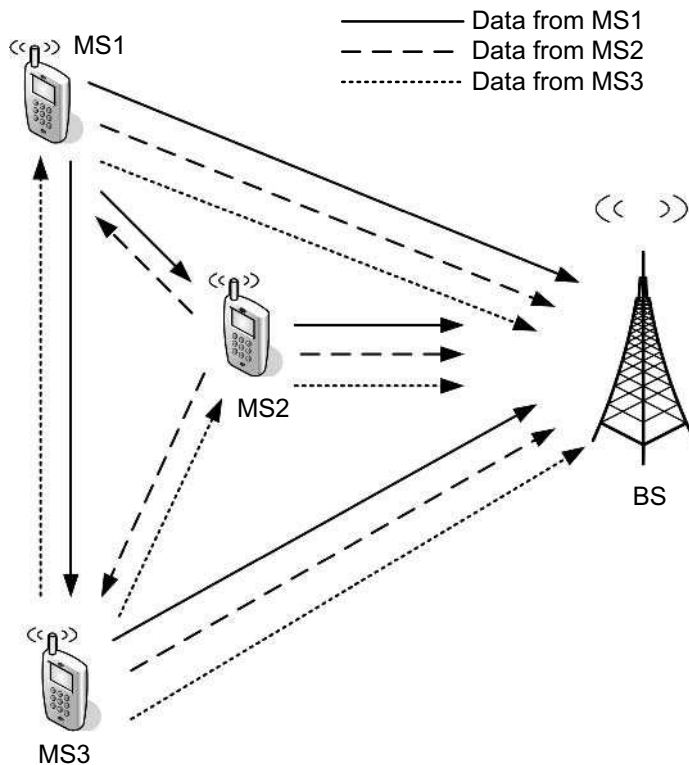 MS1
Data from MS1
Data from MS2
Data from MS3
MS2
BS
MS3